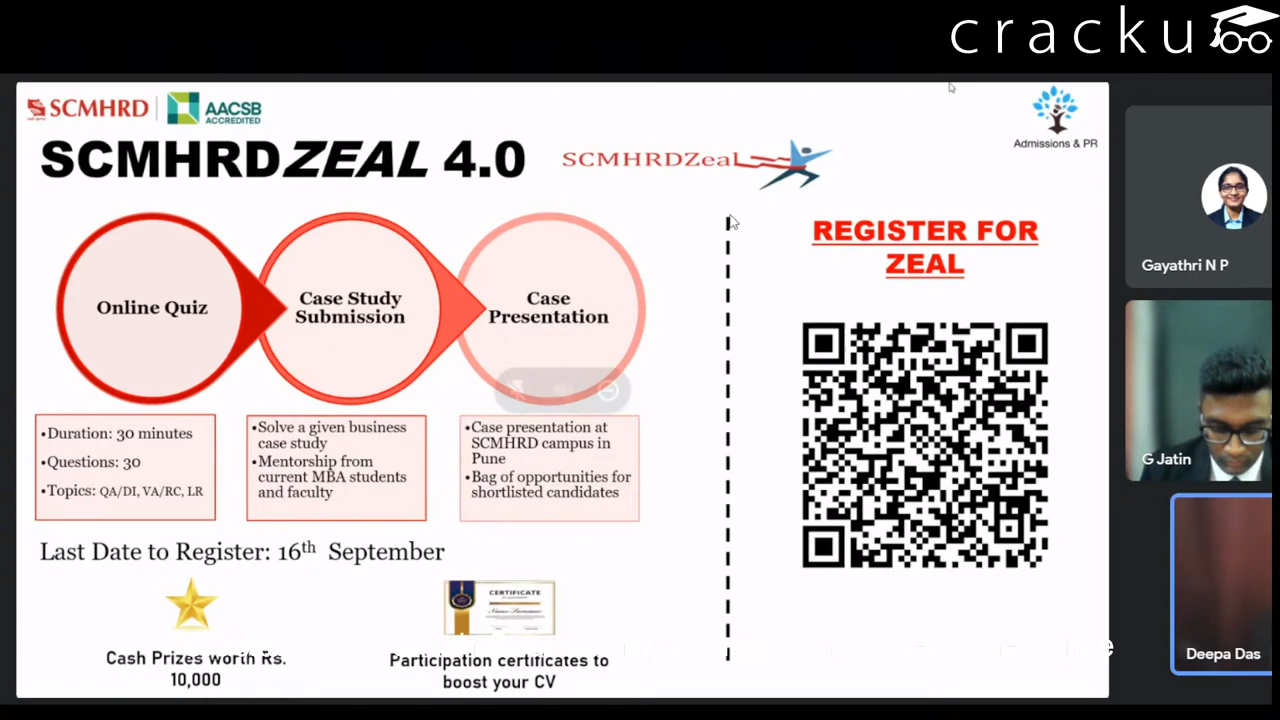 cracku
SCMHRD
AACSB
ACCREDITED
Admissions & PR
SCMHRDZEAL 4.0
SCMHRDZeal
REGISTER FOR
ZEAL
Online Quiz
Case Study
Submission
Case
Presentation
•Duration: 30 minutes
•Questions: 30
•Topics: QA/DI, VA/RC, LR
•Solve a given business
case study
•Mentorship from
current MBA students
and faculty
•Case presentation at
SCMHRD campus in
Pune
•Bag of opportunities for
shortlisted candidates
Last Date to Register: 16th September
CERTIFICATE
Cash Prizes worth Rs.
10,000
Participation certificates to
boost your CV
Gayathri N P
G Jatin
Deepa Das